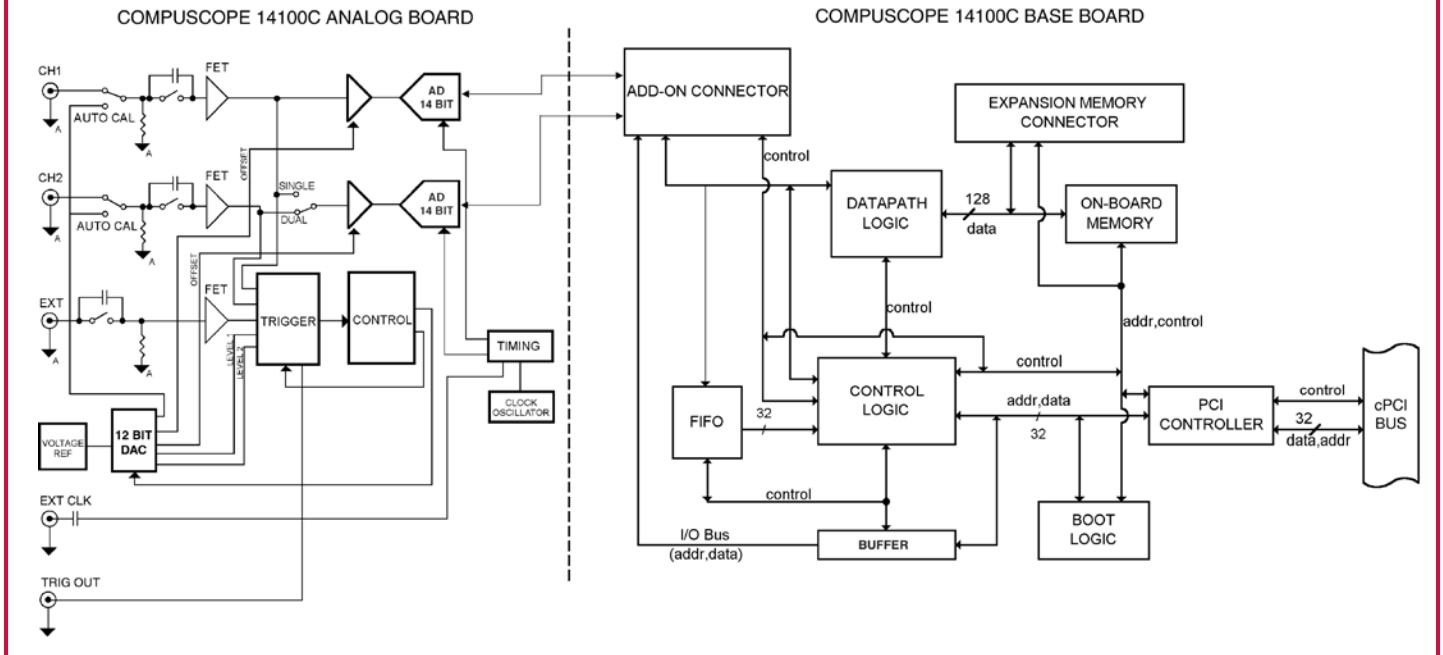 COMPUSCOPE 14100C ANALOG BOARD
COMPUSCOPE 14100C BASE BOARD
CH1
A
AUTO CAL
A
FET
AD
14 BIT
OFFSET
CH2
A
AUTO CAL
A
FET
SINGLE
DUAL
AD
14 BIT
OFFSET
EXT
A
A
FET
TRIGGER
CONTROL
LEVEL 1
LEVEL 2
TIMING
CLOCK
OSCILLATOR
VOLTAGE
REF
12 BIT
DAC
EXT CLK
TRIG OUT
ADD-ON CONNECTOR
control
EXPANSION MEMORY
CONNECTOR
DATAPATH
LOGIC
128
data
ON-BOARD
MEMORY
control
addr,control
FIFO
32
CONTROL
LOGIC
control
addr,data
32
PCI
CONTROLLER
control
32
data,addr
cPCI
BUS
control
I/O Bus
(addr,data)
BUFFER
BOOT
LOGIC